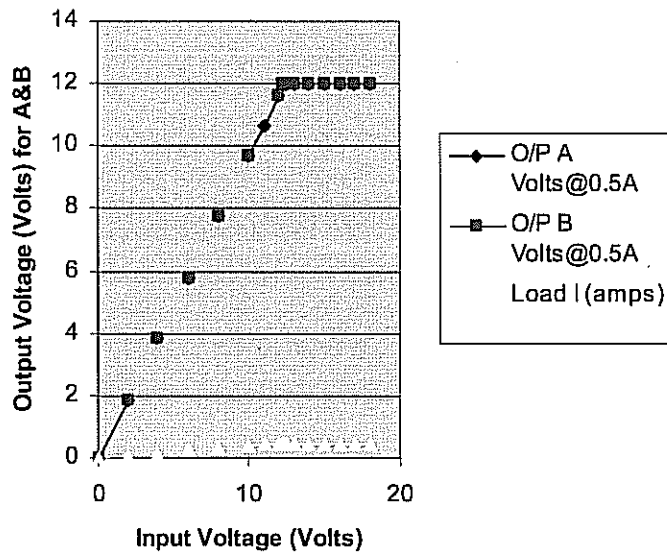 Output Voltage (Volts) for A&B
14
12
10
8
6
4
2
0
0
10
20
Input Voltage (Volts)
O/P A
Volts@0.5A
O/P B
Volts@0.5A
Load I (amps)